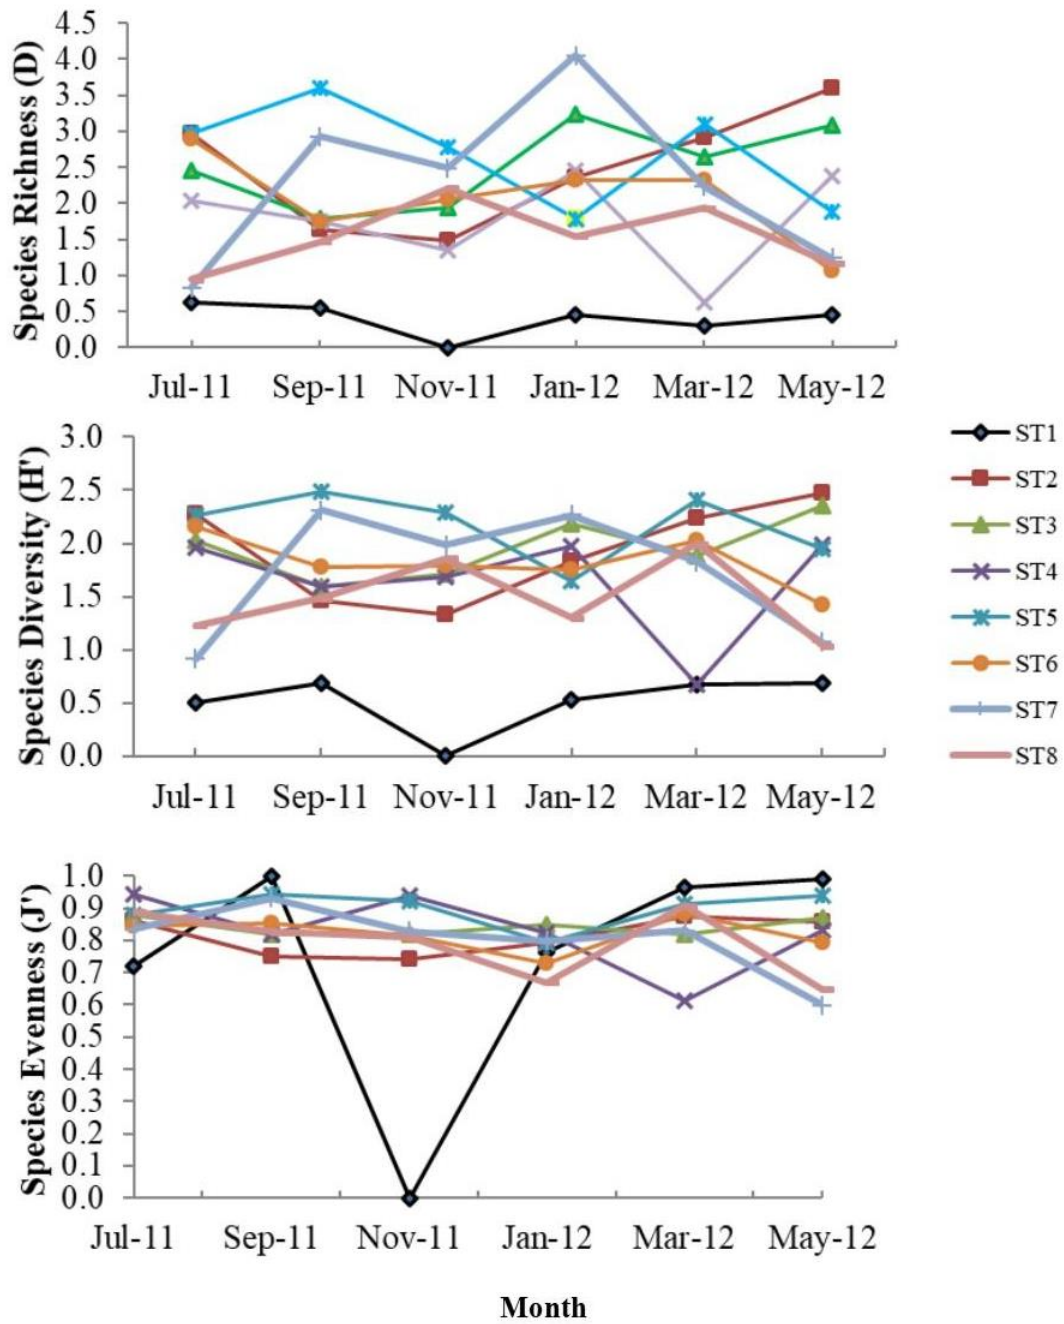 Species Richness (D)
4.5
4.0
3.5
3.0
2.5
2.0
1.5
1.0
0.5
0.0
Jul-11 Sep-11 Nov-11 Jan-12 Mar-12 May-12
Species Diversity (H')
3.0
2.5
2.0
1.5
1.0
0.5
0.0
Jul-11 Sep-11 Nov-11 Jan-12 Mar-12 May-12
ST1
ST2
ST3
ST4
ST5
ST6
ST7
ST8
Species Evenness (J')
1.0
0.9
0.8
0.7
0.6
0.5
0.4
0.3
0.2
0.1
0.0
Jul-11 Sep-11 Nov-11 Jan-12 Mar-12 May-12
Month